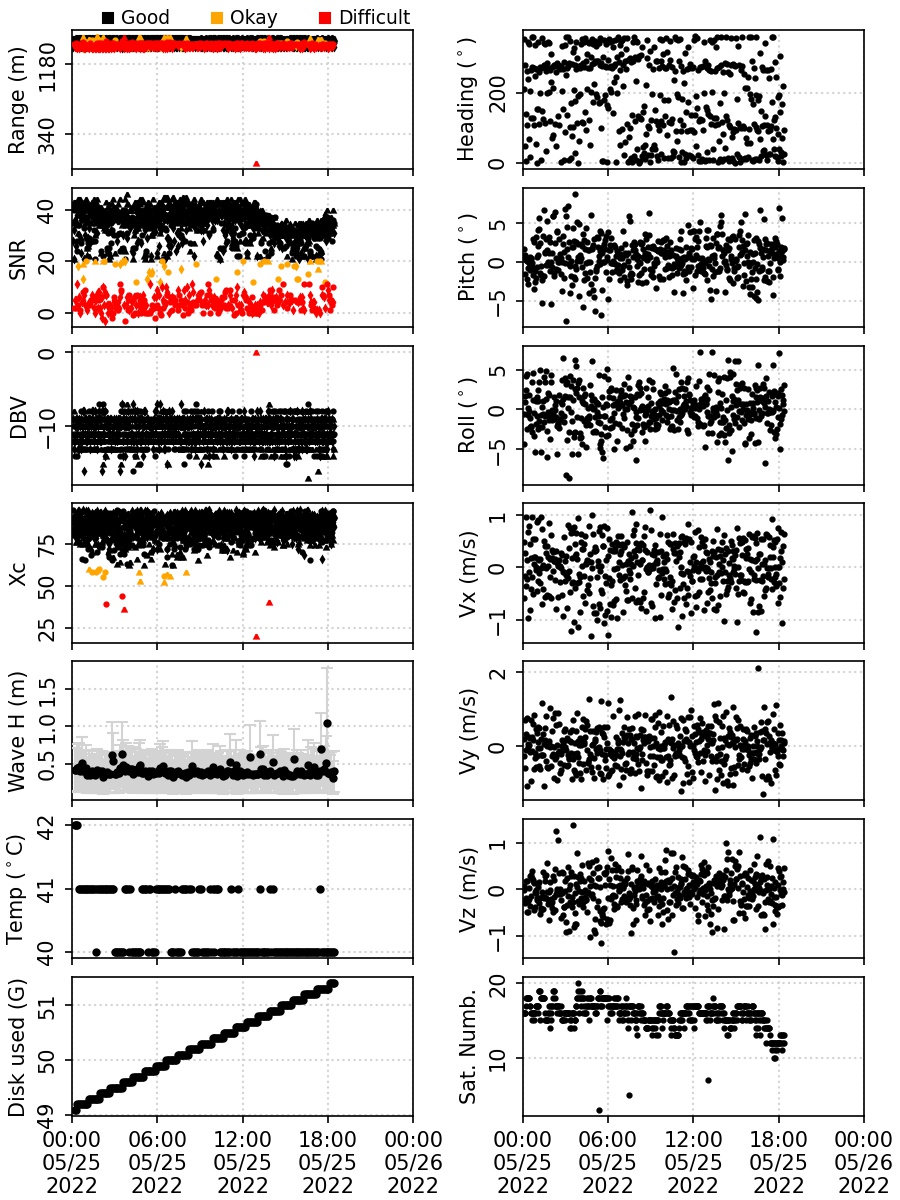 Good Okay Difficult
Range (m)
1180
340
Heading (°)
200
0
SNR
40
20
0
Pitch (°)
5
0
−5
DBV
0
−10
Roll (°)
5
0
−5
Xc
75
50
25
Vx (m/s)
1
0
−1
Wave H (m)
1.5
1.0
0.5
Vy (m/s)
2
0
Temp (°C)
42
41
40
Vz (m/s)
1
0
−1
Disk used (G)
51
50
49
Sat. Numb.
20
10
00:00 06:00 12:00 18:00 00:00
05/25 05/25 05/25 05/25 05/26
2022 2022 2022 2022 2022
00:00 06:00 12:00 18:00 00:00
05/25 05/25 05/25 05/25 05/26
2022 2022 2022 2022 2022